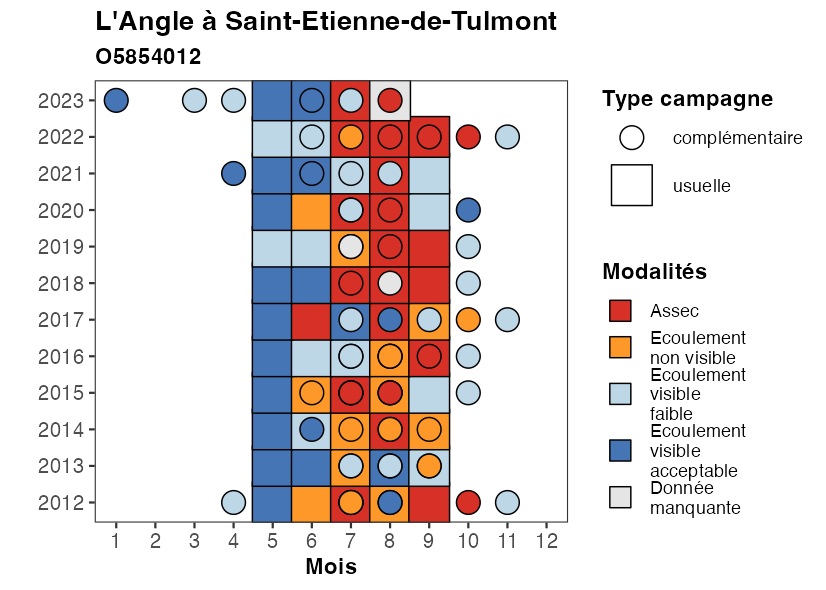 L'Angle à Saint-Etienne-de-Tulmont
O5854012
2023
2022
2021
2020
2019
2018
2017
2016
2015
2014
2013
2012
1 2 3 4 5 6 7 8 9 10 11 12
Mois
Type campagne
complémentaire
usuelle
Modalités
Assec
Ecoulement
non visible
Ecoulement
visible
faible
Ecoulement
visible
acceptable
Donnée
manquante